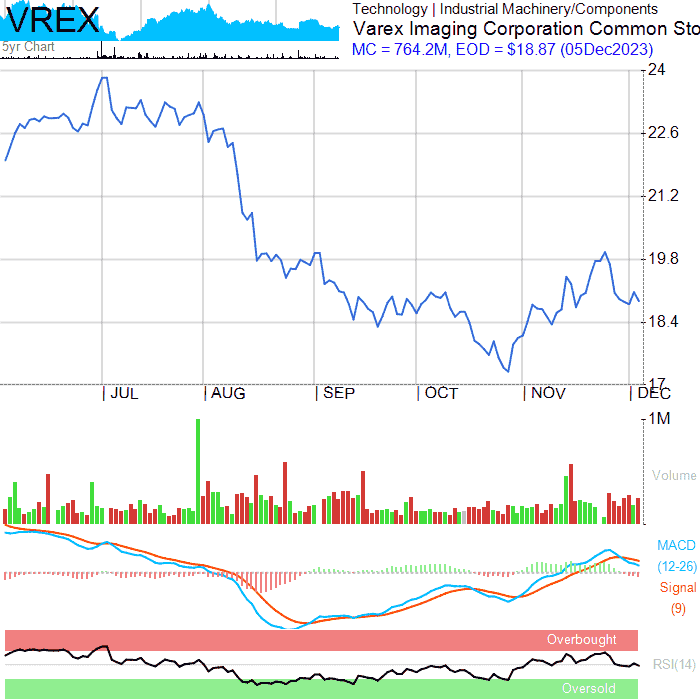 VREX
5yr Chart
Technology | Industrial Machinery/Components
Varex Imaging Corporation Common Sto
MC = 764.2M, EOD = $18.87 (05Dec2023)
24
22.6
21.2
19.8
18.4
17
JUL
AUG
SEP
OCT
NOV
DEC
1M
Volume
MACD
(12-26)
Signal
(9)
Overbought
RSI(14)
Oversold